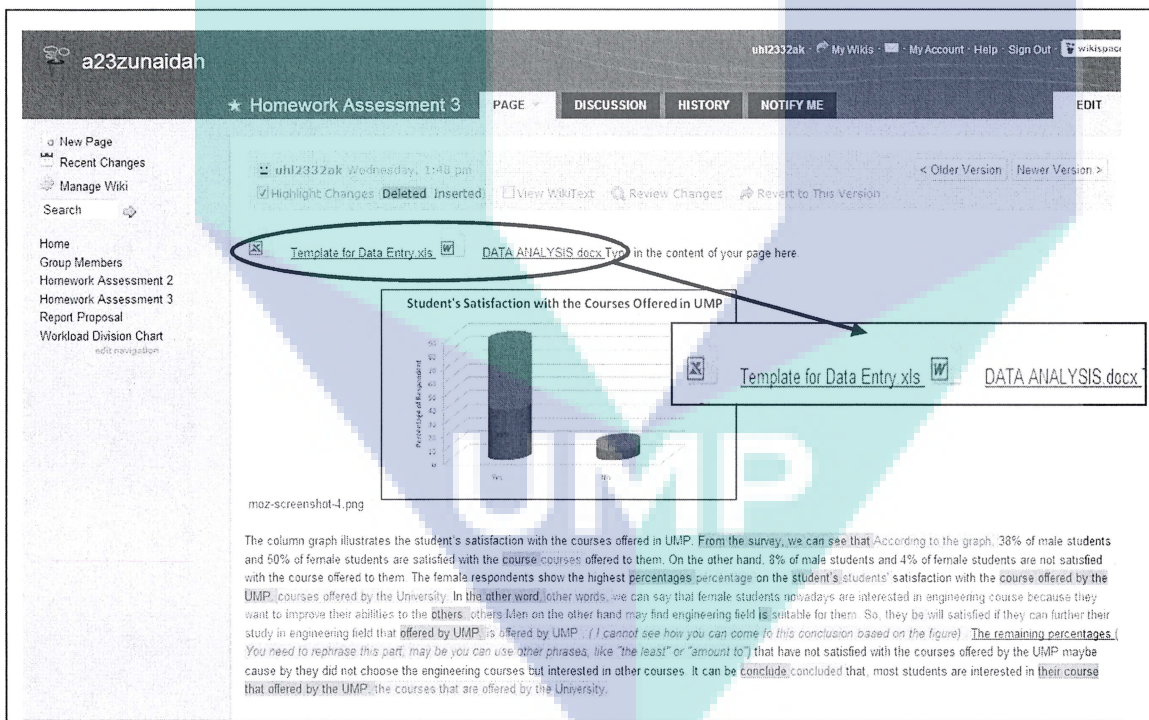 uhl2332ak · My Wikis · · My Account · Help · Sign Out · wikispace
a23zunaidah
★ Homework Assessment 3 PAGE DISCUSSION HISTORY NOTIFY ME EDIT
New Page
Recent Changes
Manage Wiki
Search
Home
Group Members
Homework Assessment 2
Homework Assessment 3
Report Proposal
Workload Division Chart
edit navigation
uhl2332ak Wednesday, 1:48 pm
< Older Version Newer Version >
Highlight Changes (Deleted Inserted) View WikiText Review Changes Revert to This Version
Template for Data Entry.xls DATA ANALYSIS.docx Type in the content of your page here.
Student's Satisfaction with the Courses Offered in UMP
Percentage of Respondent
90
80
70
60
50
40
30
20
10
0
Yes No
Template for Data Entry.xls DATA ANALYSIS.docx T
UMP
moz-screenshot-4.png
The column graph illustrates the student's satisfaction with the courses offered in UMP. From the survey, we can see that According to the graph, 38% of male students
and 50% of female students are satisfied with the course courses offered to them. On the other hand, 8% of male students and 4% of female students are not satisfied
with the course offered to them. The female respondents show the highest percentages percentage on the student's students' satisfaction with the course offered by the
UMP. courses offered by the University. In the other word, other words, we can say that female students nowadays are interested in engineering course because they
want to improve their abilities to the others. others Men on the other hand may find engineering field is suitable for them. So, they be will satisfied if they can further their
study in engineering field that offered by UMP. is offered by UMP . ( I cannot see how you can come to this conclusion based on the figure) . The remaining percentages (
You need to rephrase this part, may be you can use other phrases, like "the least" or "amount to") that have not satisfied with the courses offered by the UMP maybe
cause by they did not choose the engineering courses but interested in other courses. It can be conclude concluded that, most students are interested in their course
that offered by the UMP. the courses that are offered by the University.